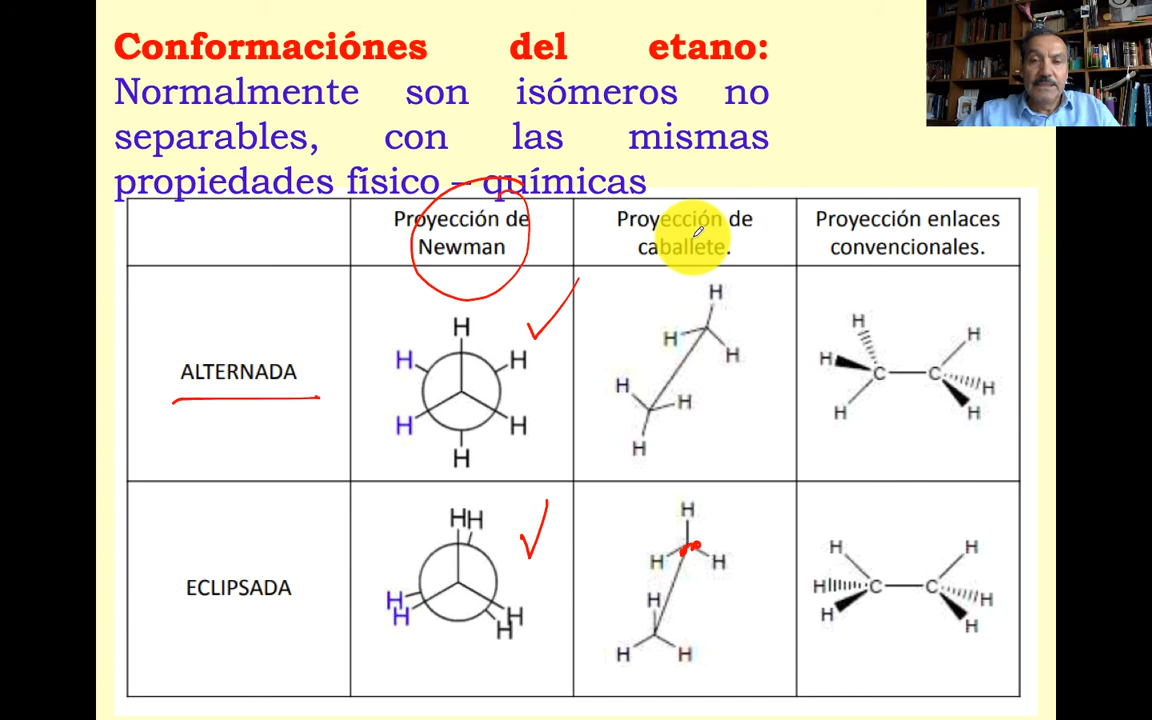 Conformaciónes del etano:
Normalmente son isómeros no
separables, con las mismas
propiedades físico – químicas
Proyección de
Newman
Proyección de
caballete.
Proyección enlaces
convencionales.
ALTERNADA
H
H H
H H
H
H
H
H
H
H
H
H
H
H
C C
H
H
H
H
ECLIPSADA
HH
H
H
H
H
H
H H
H
H H
H H
H C C
H
H
H